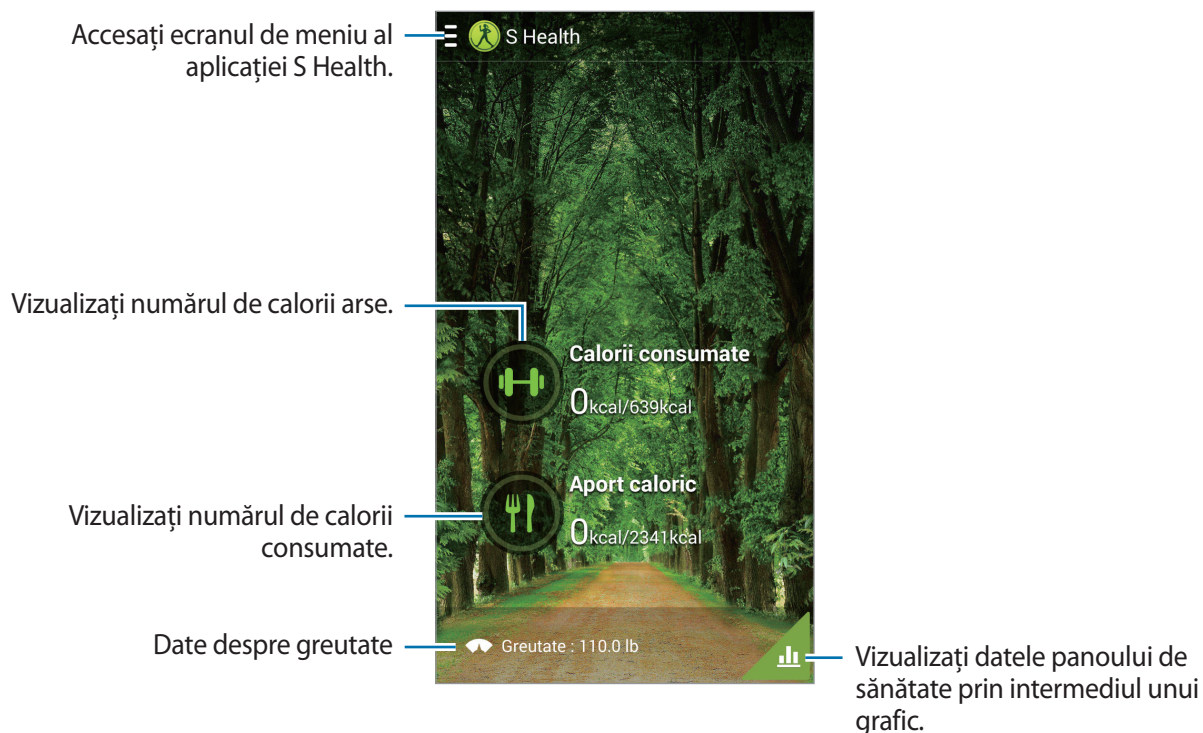 Accesați ecranul de meniu al
aplicației S Health.
S Health
Vizualizați numărul de calorii arse.
Calorii consumate
0kcal/639kcal
Aport caloric
0kcal/2341kcal
Vizualizați numărul de calorii
consumate.
Date despre greutate
Greutate : 110.0 lb
Vizualizați datele panoului de
sănătate prin intermediul unui
grafic.